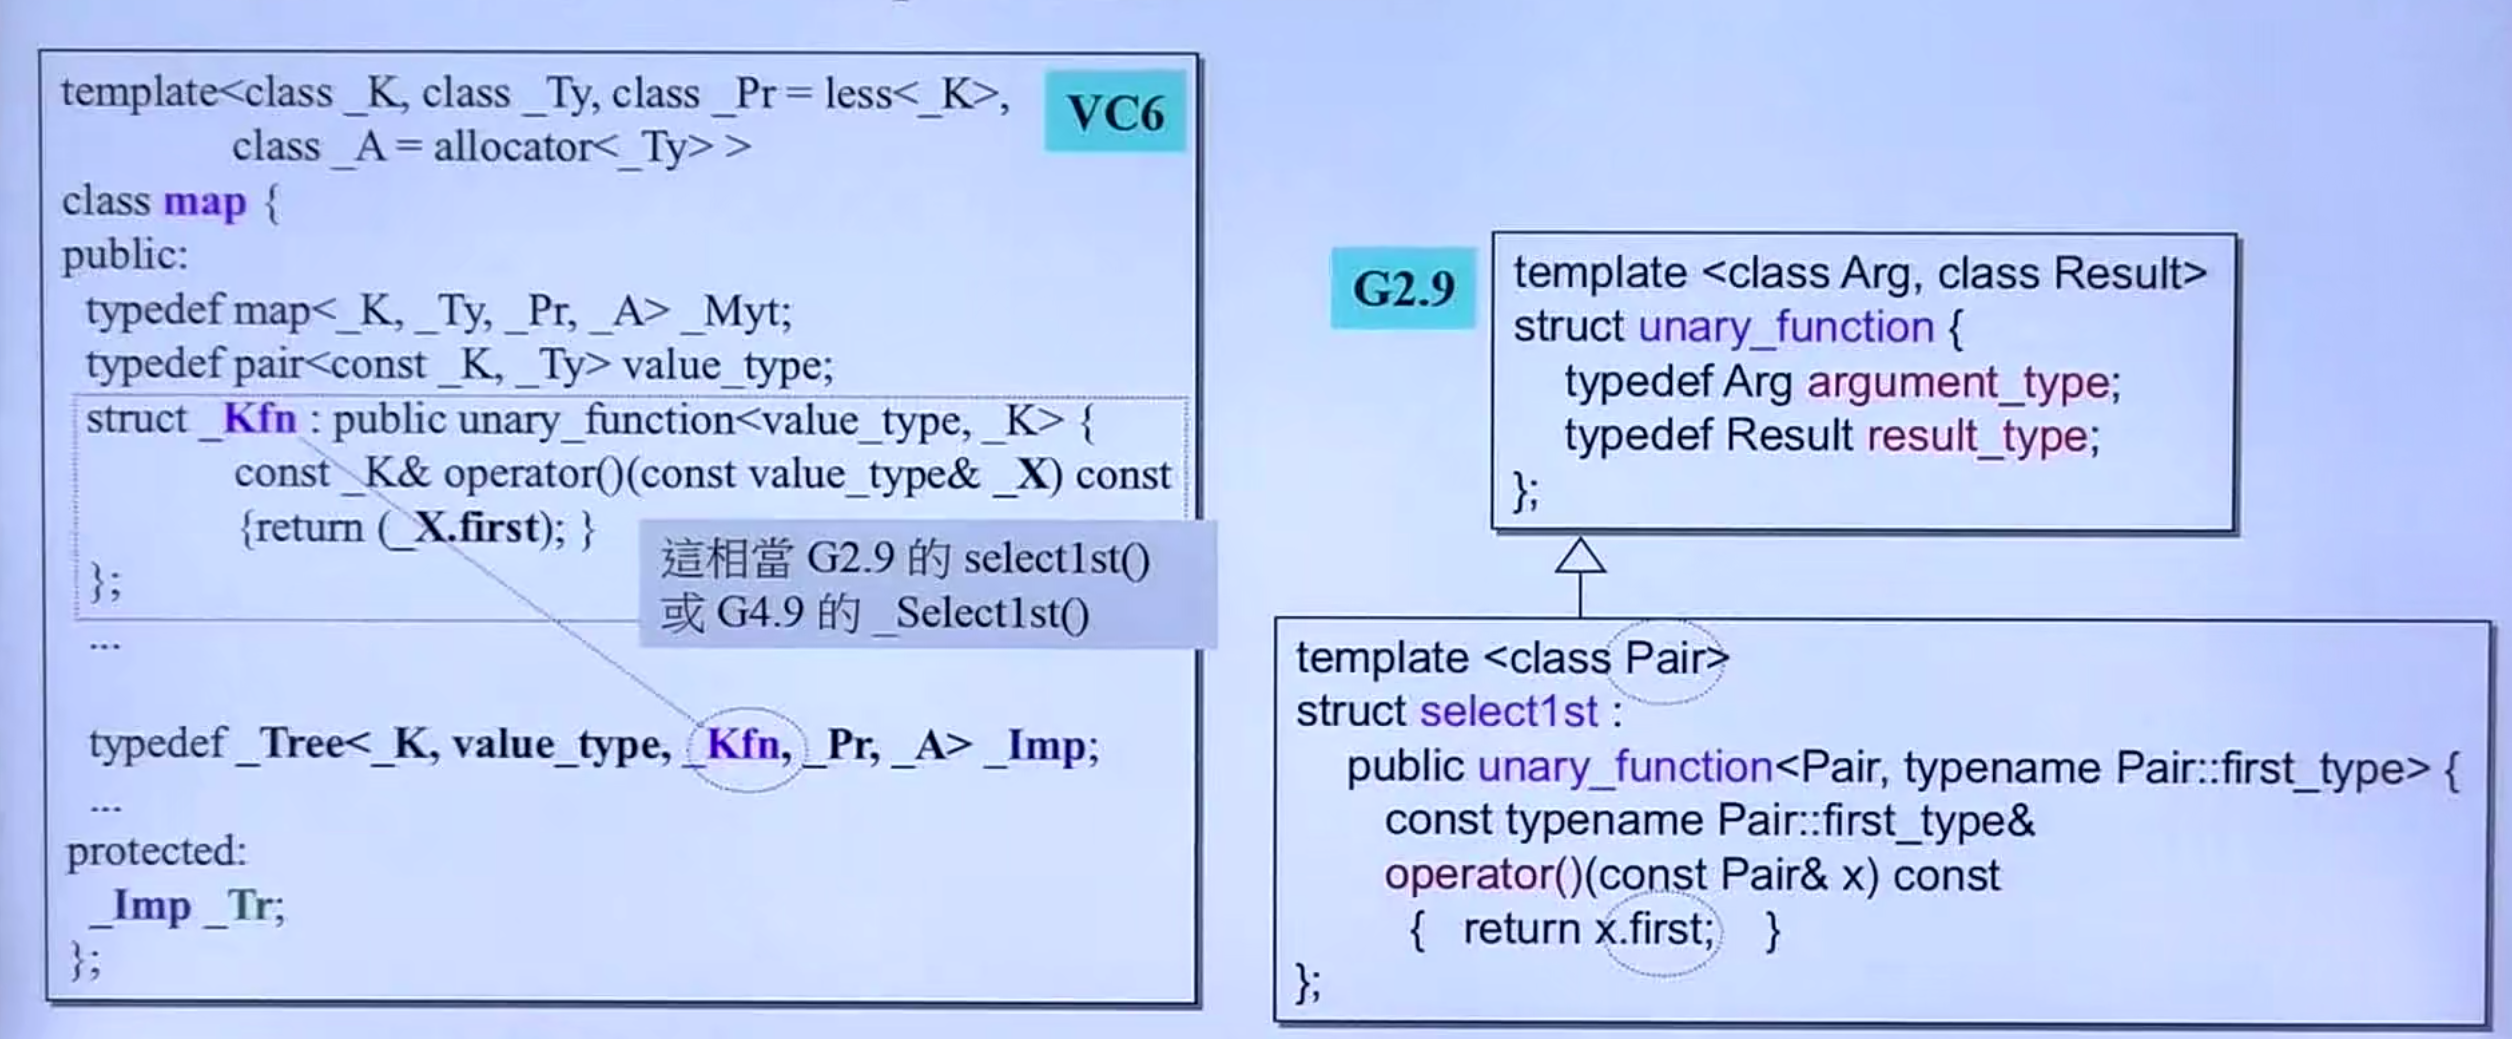 template<class _K, class _Ty, class _Pr = less<_K>,
class _A = allocator<_Ty> >
VC6
class map {
public:
typedef map<_K, _Ty, _Pr, _A> _Myt;
typedef pair<const _K, _Ty> value_type;
struct _Kfn : public unary_function<value_type, _K> {
const _K& operator()(const value_type& _X) const
{return (_X.first); }
};
這相當 G2.9 的 select1st()
或 G4.9 的 _Select1st()
...
typedef _Tree<_K, value_type, _Kfn, _Pr, _A> _Imp;
...
protected:
_Imp _Tr;
};
G2.9
template <class Arg, class Result>
struct unary_function {
typedef Arg argument_type;
typedef Result result_type;
};
template <class Pair>
struct select1st :
public unary_function<Pair, typename Pair::first_type> {
const typename Pair::first_type&
operator()(const Pair& x) const
{ return x.first; }
};